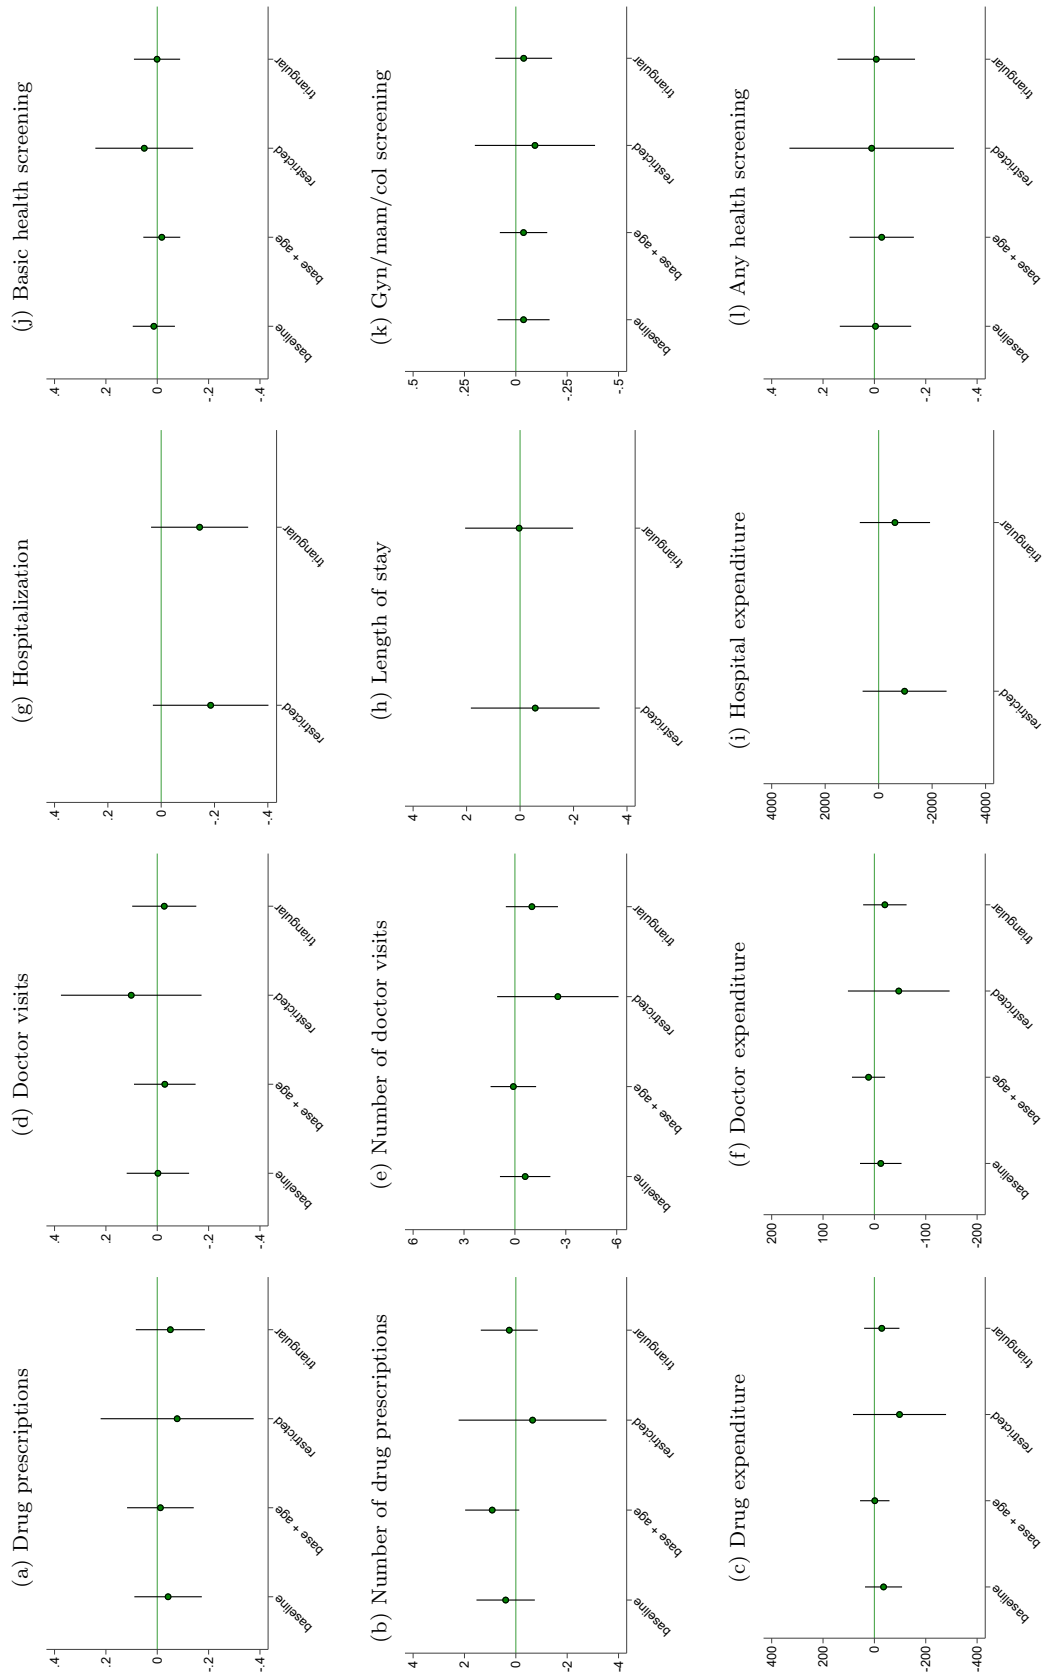 (a) Drug prescriptions
.4
.2
0
-.2
-.4
baseline
base + age
restricted
triangular
(b) Number of drug prescriptions
4
2
0
-2
-4
baseline
base + age
restricted
triangular
(c) Drug expenditure
400
200
0
-200
-400
baseline
base + age
restricted
triangular
(d) Doctor visits
.4
.2
0
-.2
-.4
baseline
base + age
restricted
triangular
(e) Number of doctor visits
6
3
0
-3
-6
baseline
base + age
restricted
triangular
(f) Doctor expenditure
200
100
0
-100
-200
baseline
base + age
restricted
triangular
(g) Hospitalization
.4
.2
0
-.2
-.4
restricted
triangular
(h) Length of stay
4
2
0
-2
-4
restricted
triangular
(i) Hospital expenditure
4000
2000
0
-2000
-4000
restricted
triangular
(j) Basic health screening
.4
.2
0
-.2
-.4
baseline
base + age
restricted
triangular
(k) Gyn/mam/col screening
.5
.25
0
-.25
-.5
baseline
base + age
restricted
triangular
(l) Any health screening
.4
.2
0
-.2
-.4
baseline
base + age
restricted
triangular